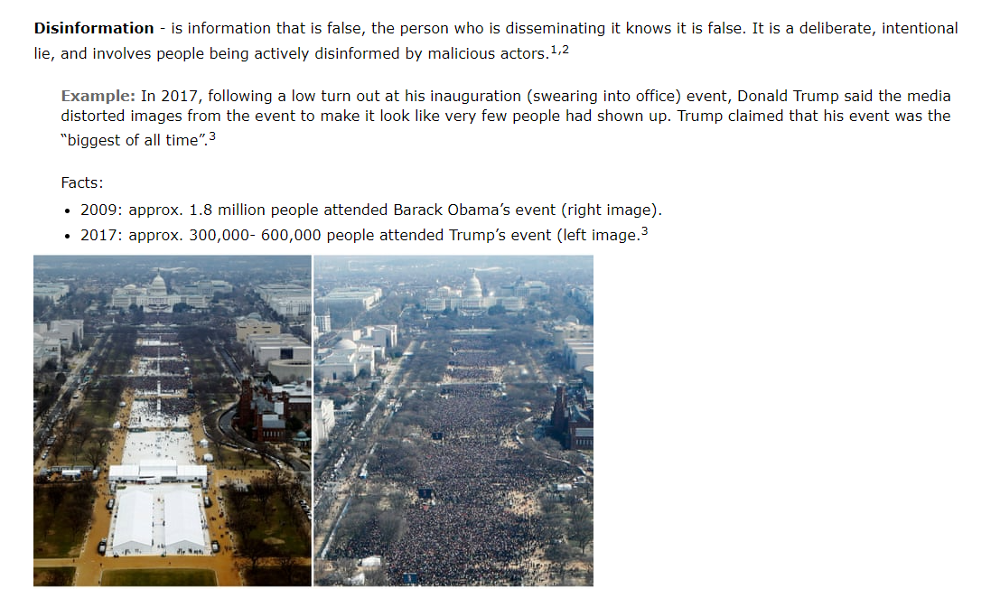 Disinformation - is information that is false, the person who is disseminating it knows it is false. It is a deliberate, intentional
lie, and involves people being actively disinformed by malicious actors.1,2
Example: In 2017, following a low turn out at his inauguration (swearing into office) event, Donald Trump said the media
distorted images from the event to make it look like very few people had shown up. Trump claimed that his event was the
“biggest of all time”.3
Facts:
• 2009: approx. 1.8 million people attended Barack Obama’s event (right image).
• 2017: approx. 300,000- 600,000 people attended Trump’s event (left image.3